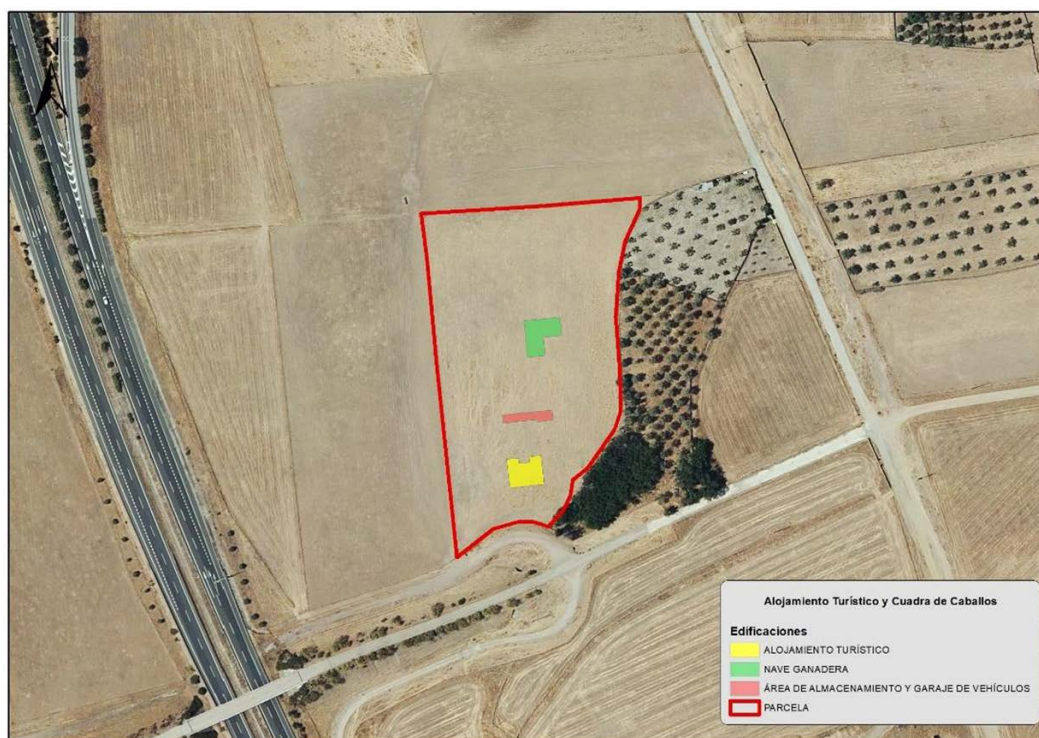 N
Alojamiento Turístico y Cuadra de Caballos
Edificaciones
ALOJAMIENTO TURÍSTICO
NAVE GANADERA
ÁREA DE ALMACENAMIENTO Y GARAJE DE VEHÍCULOS
PARCELA